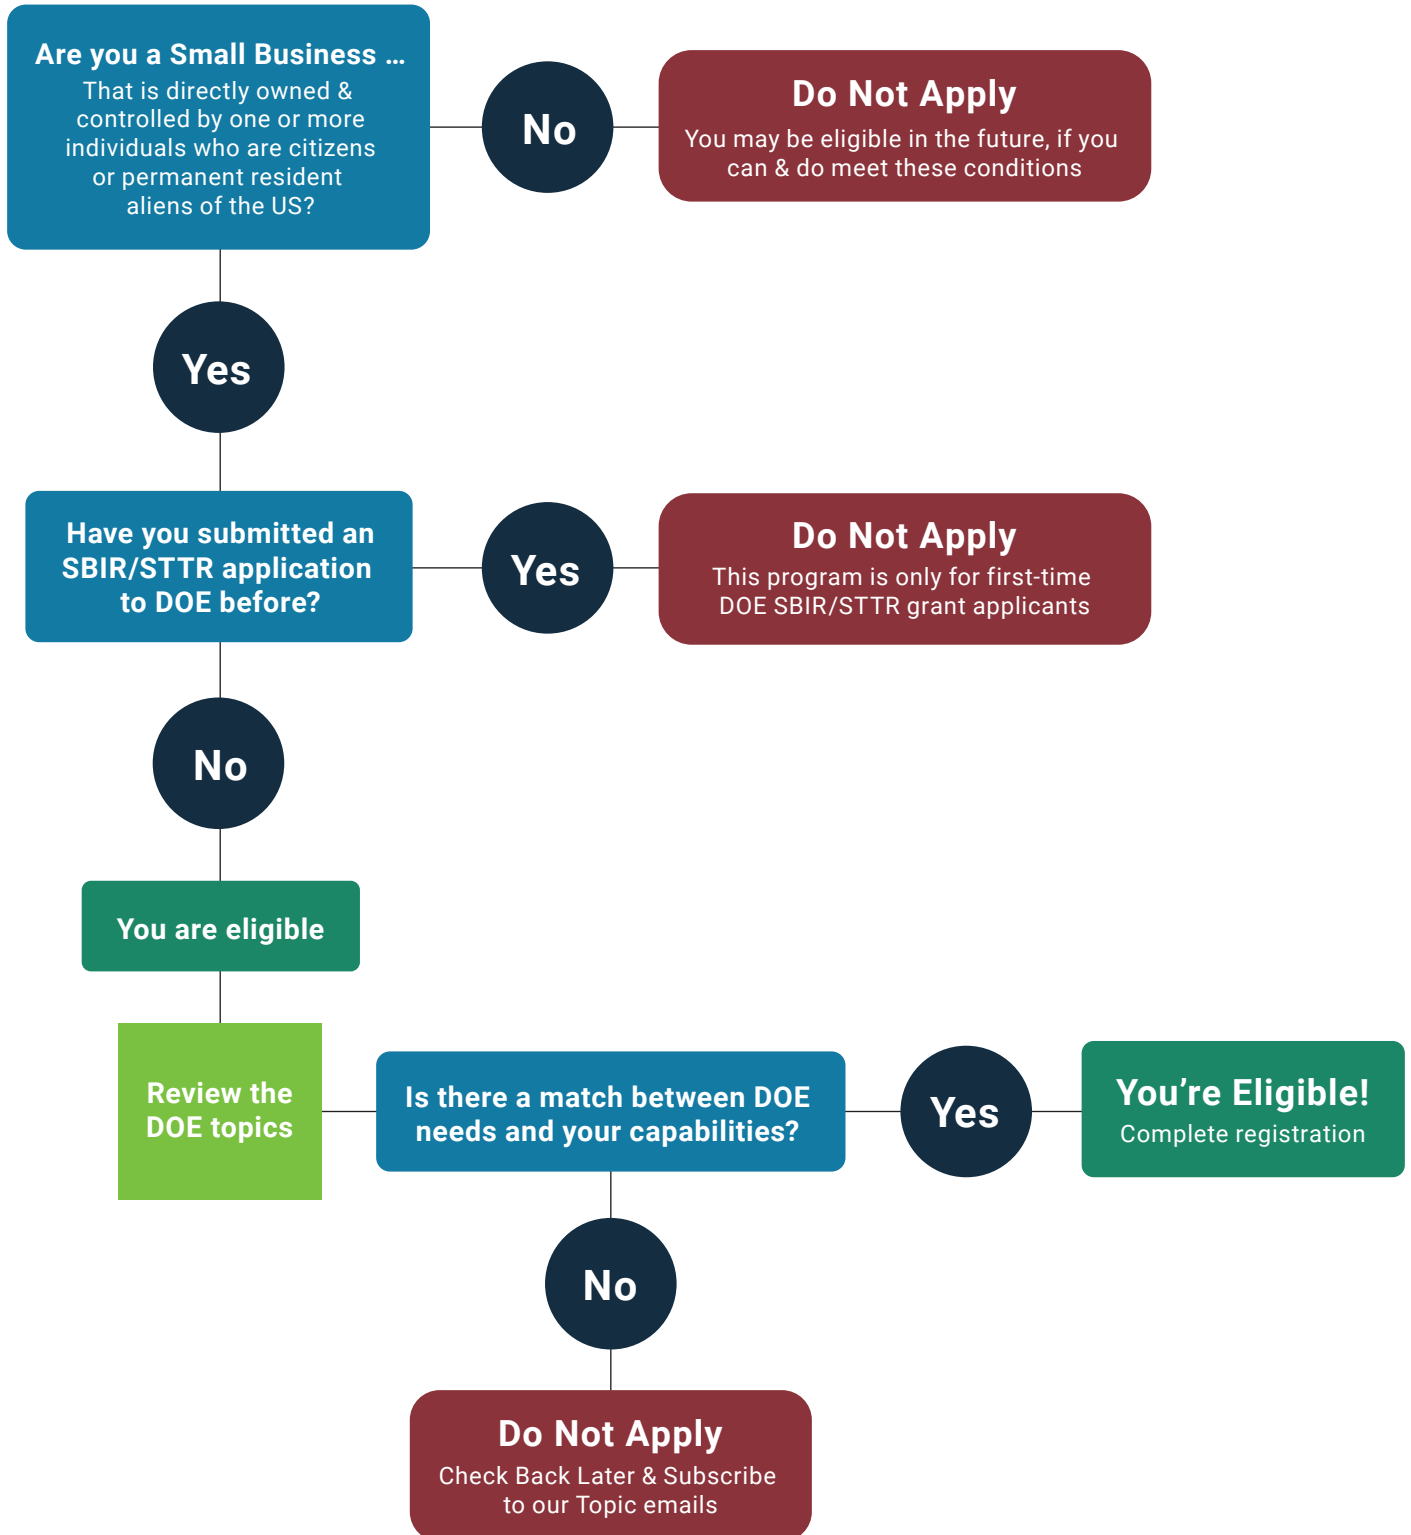 Are you a Small Business ...
That is directly owned &
controlled by one or more
individuals who are citizens
or permanent resident
aliens of the US?
No
Do Not Apply
You may be eligible in the future, if you
can & do meet these conditions
Yes
Have you submitted an
SBIR/STTR application
to DOE before?
Yes
Do Not Apply
This program is only for first-time
DOE SBIR/STTR grant applicants
No
You are eligible
Review the
DOE topics
Is there a match between DOE
needs and your capabilities?
Yes
You’re Eligible!
Complete registration
No
Do Not Apply
Check Back Later & Subscribe
to our Topic emails